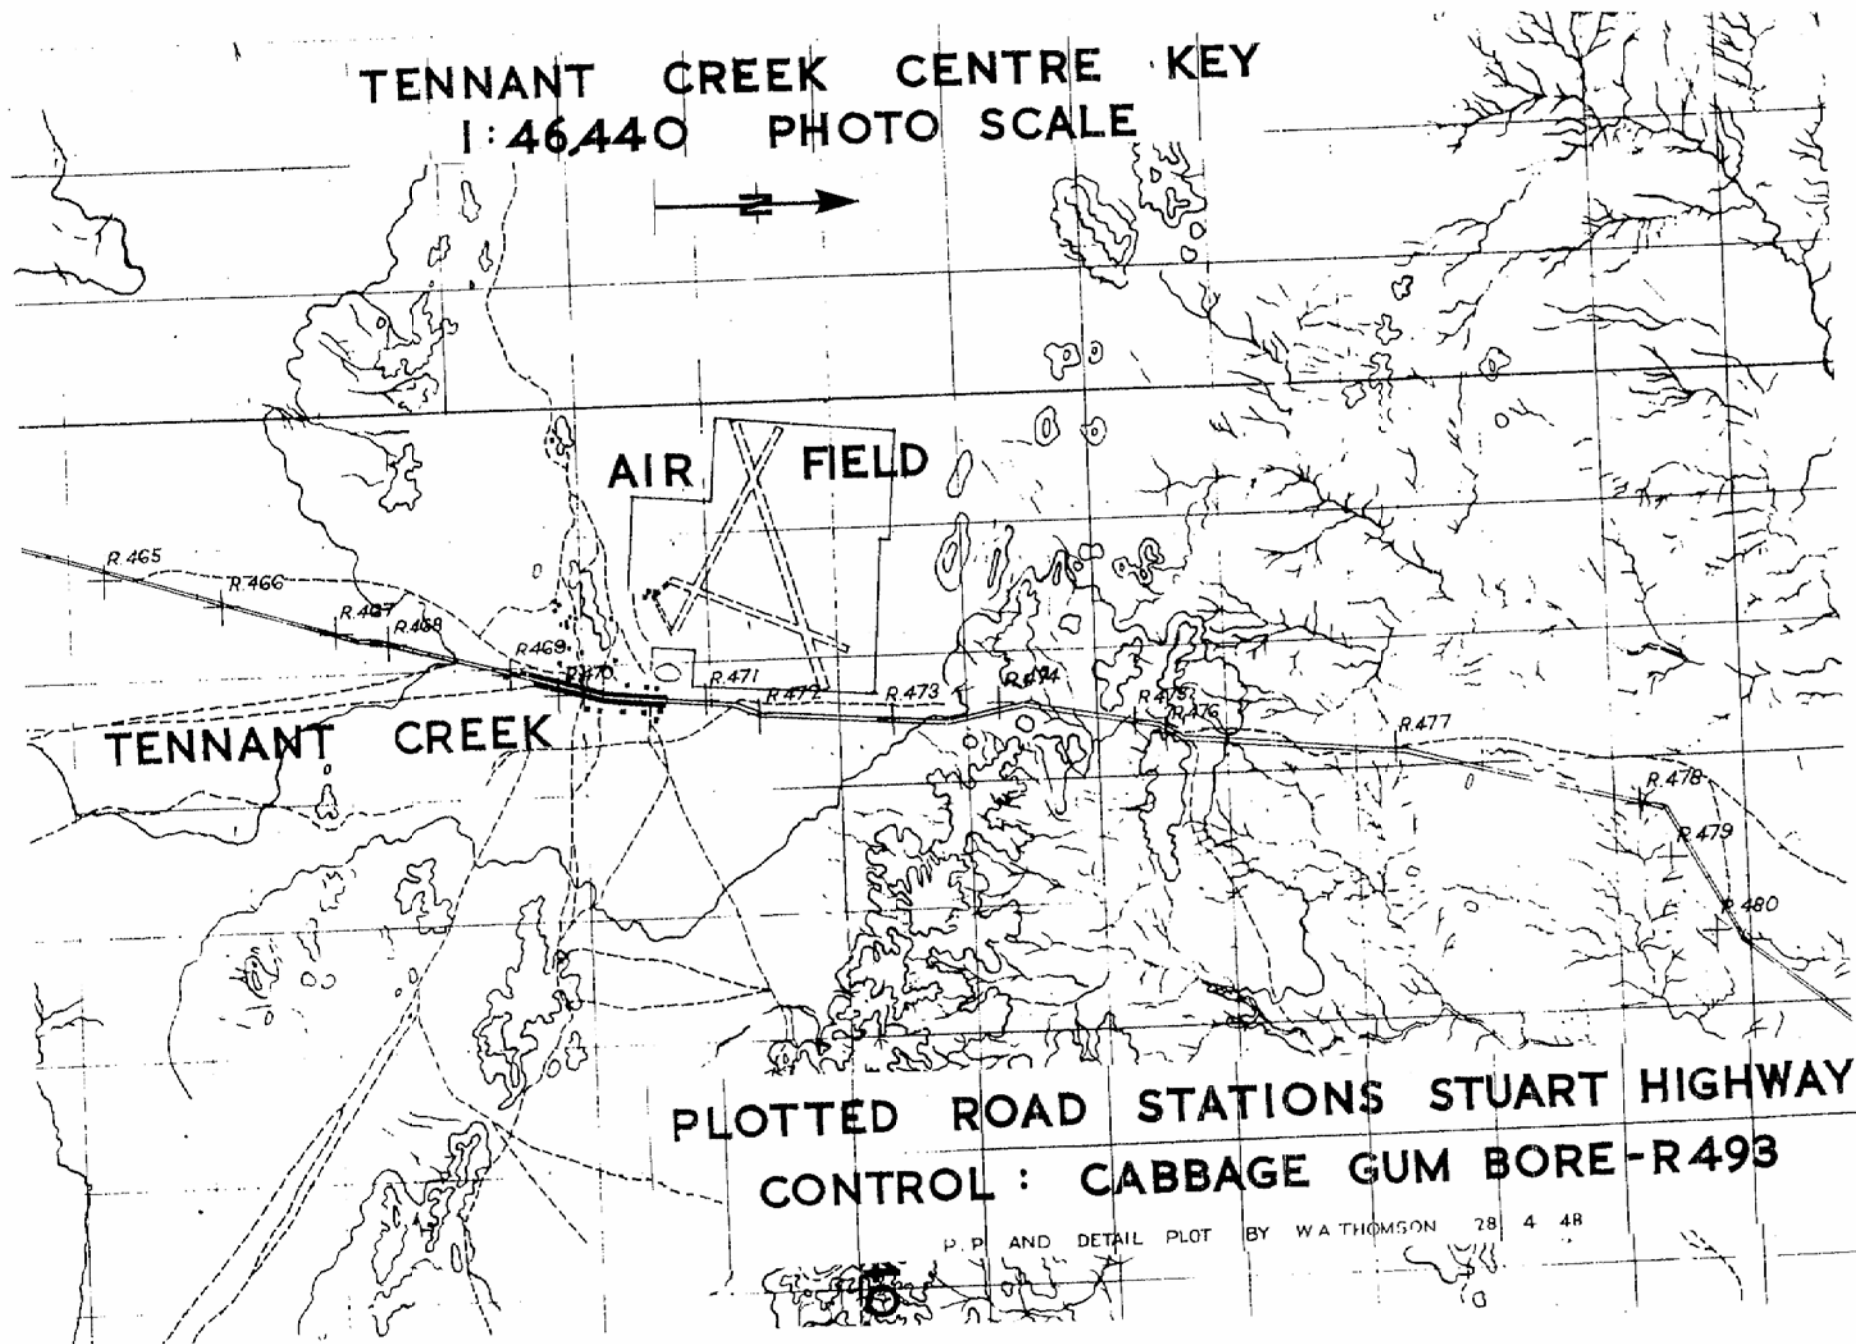 TENNANT CREEK CENTRE KEY
1:46,440 PHOTO SCALE
N
AIR FIELD
R.465
R.466
R.467
R.468
R.469
R.470
R.471
R.472
R.473
R.474
R.475
R.476
R.477
R.478
R.479
R.480
TENNANT CREEK
PLOTTED ROAD STATIONS STUART HIGHWAY
CONTROL : CABBAGE GUM BORE-R493
P.P. AND DETAIL PLOT BY W A THOMSON 28 4 48